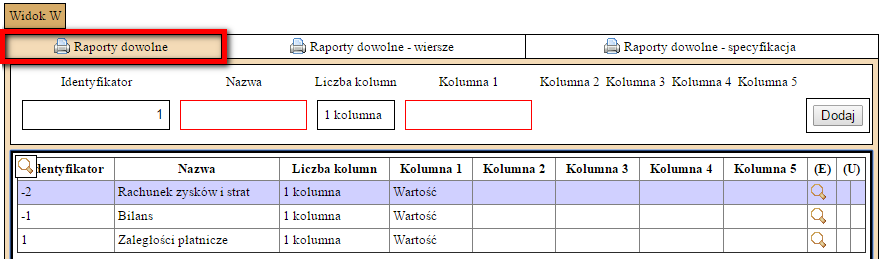 Widok W
Raporty dowolne Raporty dowolne - wiersze Raporty dowolne - specyfikacja
Identyfikator Nazwa Liczba kolumn Kolumna 1 Kolumna 2 Kolumna 3 Kolumna 4 Kolumna 5
1 1 kolumna Dodaj
dentyfikator Nazwa Liczba kolumn Kolumna 1 Kolumna 2 Kolumna 3 Kolumna 4 Kolumna 5 (E) (U)
-2 Rachunek zysków i strat 1 kolumna Wartość
-1 Bilans 1 kolumna Wartość
1 Zaległości płatnicze 1 kolumna Wartość